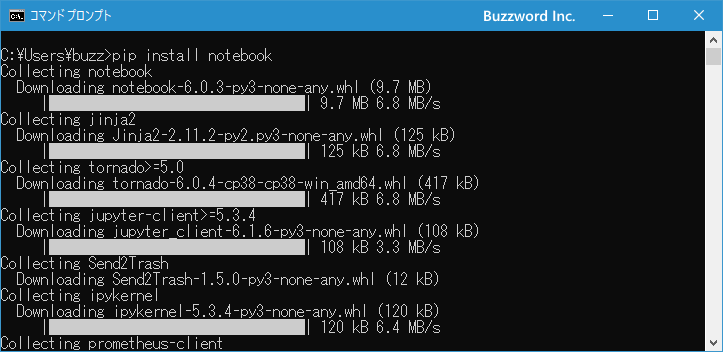 コマンドプロンプト Buzzword Inc.
C:¥Users¥buzz>pip install notebook
Collecting notebook
Downloading notebook-6.0.3-py3-none-any.whl (9.7 MB)
| | 9.7 MB 6.8 MB/s
Collecting jinja2
Downloading Jinja2-2.11.2-py2.py3-none-any.whl (125 kB)
| | 125 kB 6.8 MB/s
Collecting tornado>=5.0
Downloading tornado-6.0.4-cp38-cp38-win_amd64.whl (417 kB)
| | 417 kB 6.8 MB/s
Collecting jupyter-client>=5.3.4
Downloading jupyter_client-6.1.6-py3-none-any.whl (108 kB)
| | 108 kB 3.3 MB/s
Collecting Send2Trash
Downloading Send2Trash-1.5.0-py3-none-any.whl (12 kB)
Collecting ipykernel
Downloading ipykernel-5.3.4-py3-none-any.whl (120 kB)
| | 120 kB 6.4 MB/s
Collecting prometheus-client